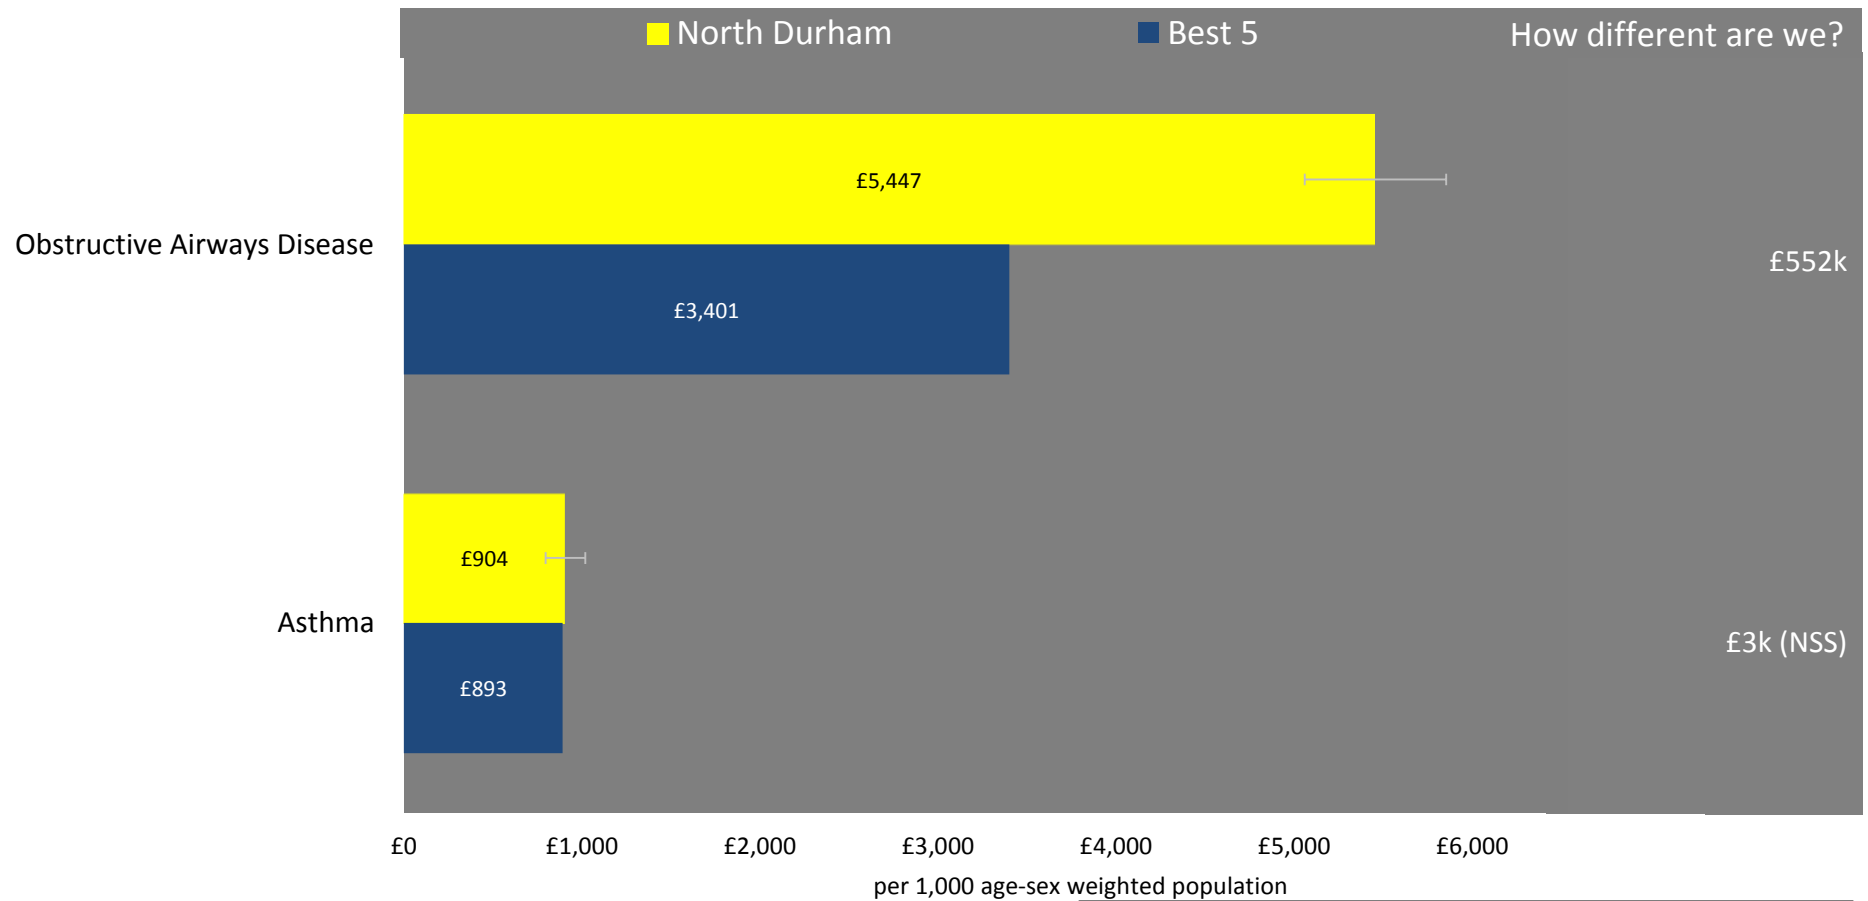 North Durham
Best 5
How different are we?
Obstructive Airways Disease
£5,447
£3,401
£552k
Asthma
£904
£893
£3k (NSS)
£0 £1,000 £2,000 £3,000 £4,000 £5,000 £6,000
per 1,000 age-sex weighted population